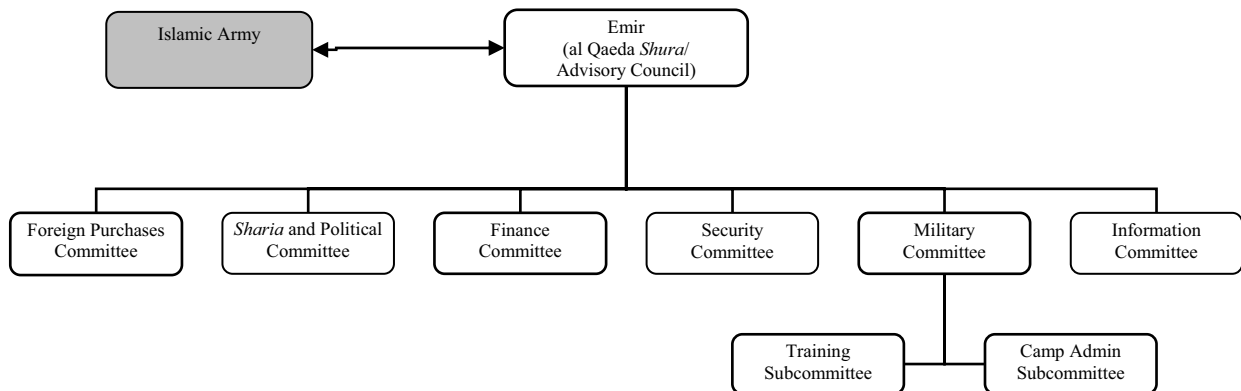 Islamic Army
Emir
(al Qaeda Shura/
Advisory Council)
Foreign Purchases
Committee
Sharia and Political
Committee
Finance
Committee
Security
Committee
Military
Committee
Information
Committee
Training
Subcommittee
Camp Admin
Subcommittee